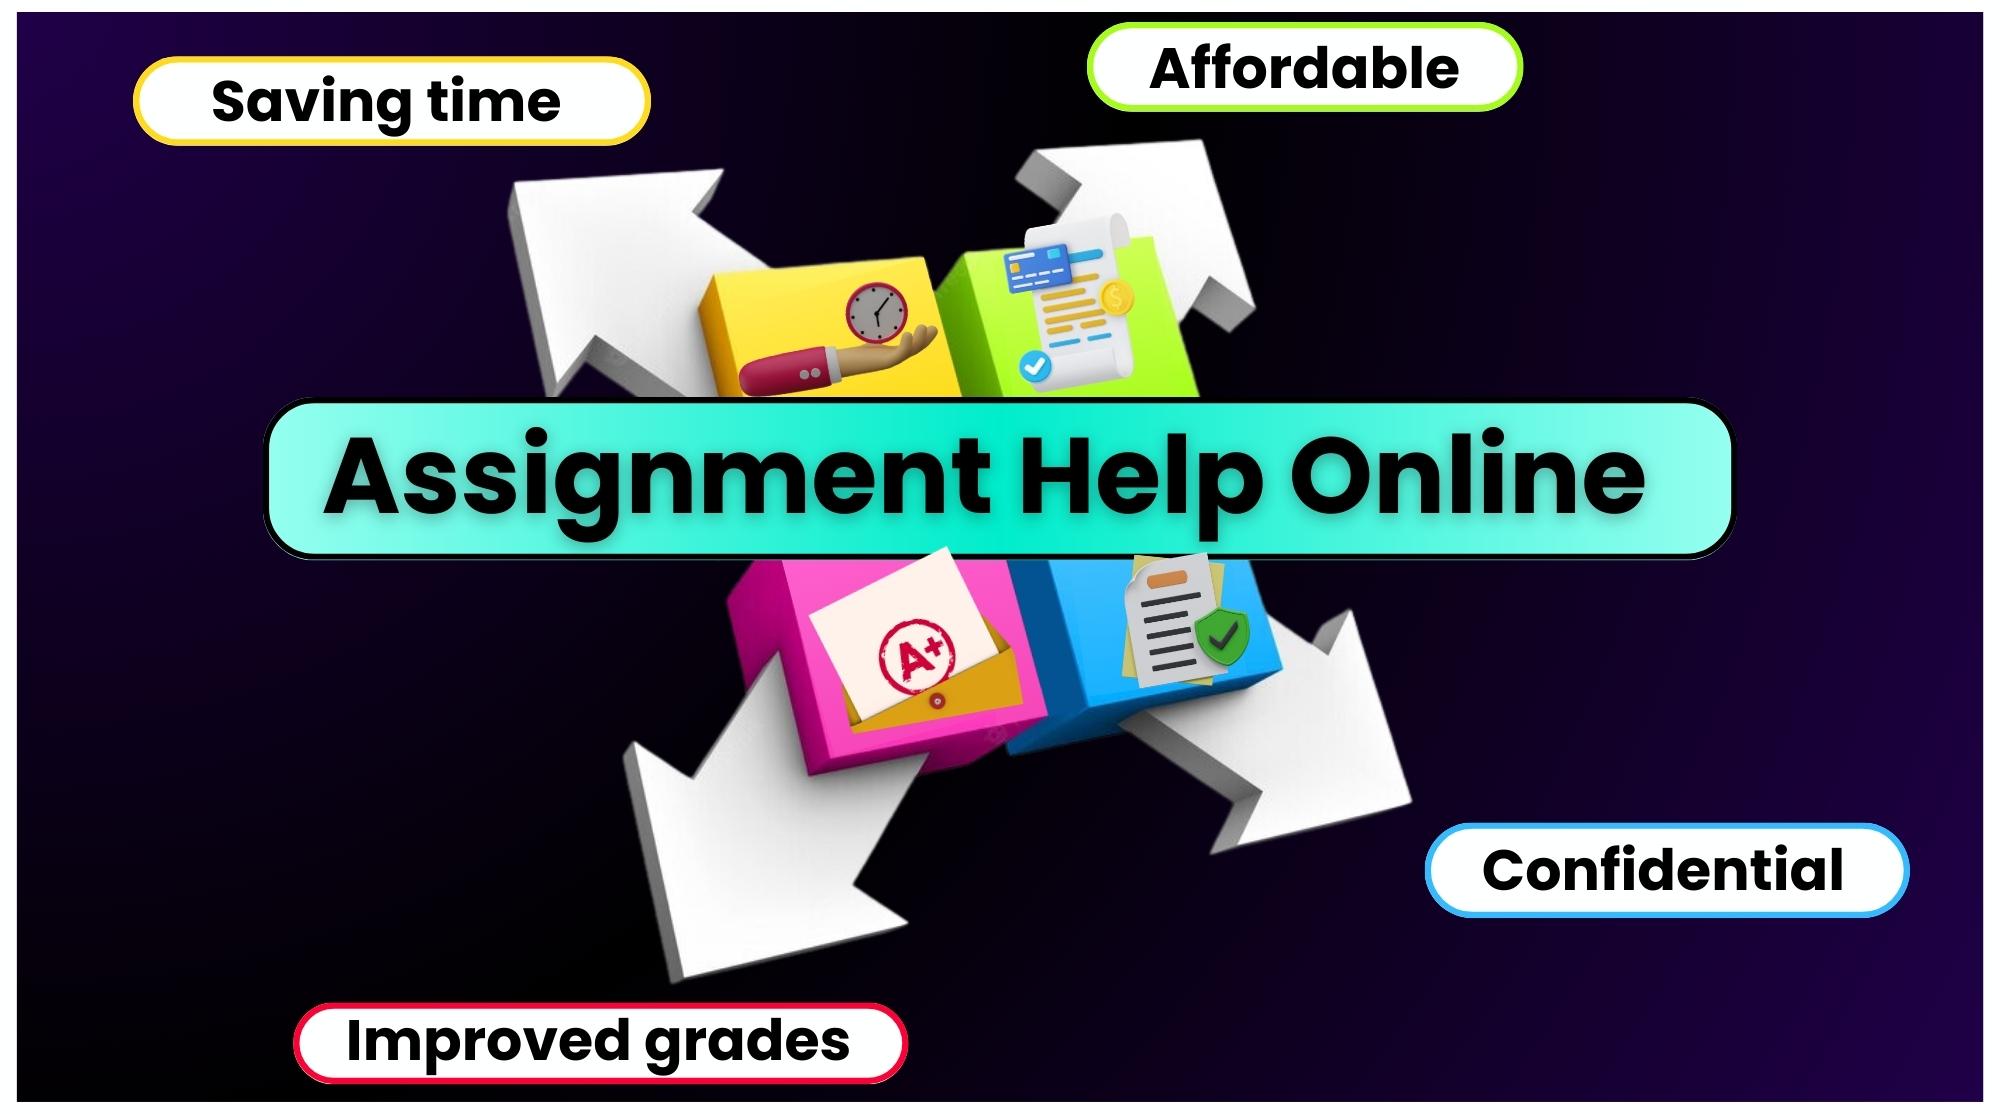 Saving time
Affordable
$
Assignment Help Online
A+
Confidential
Improved grades